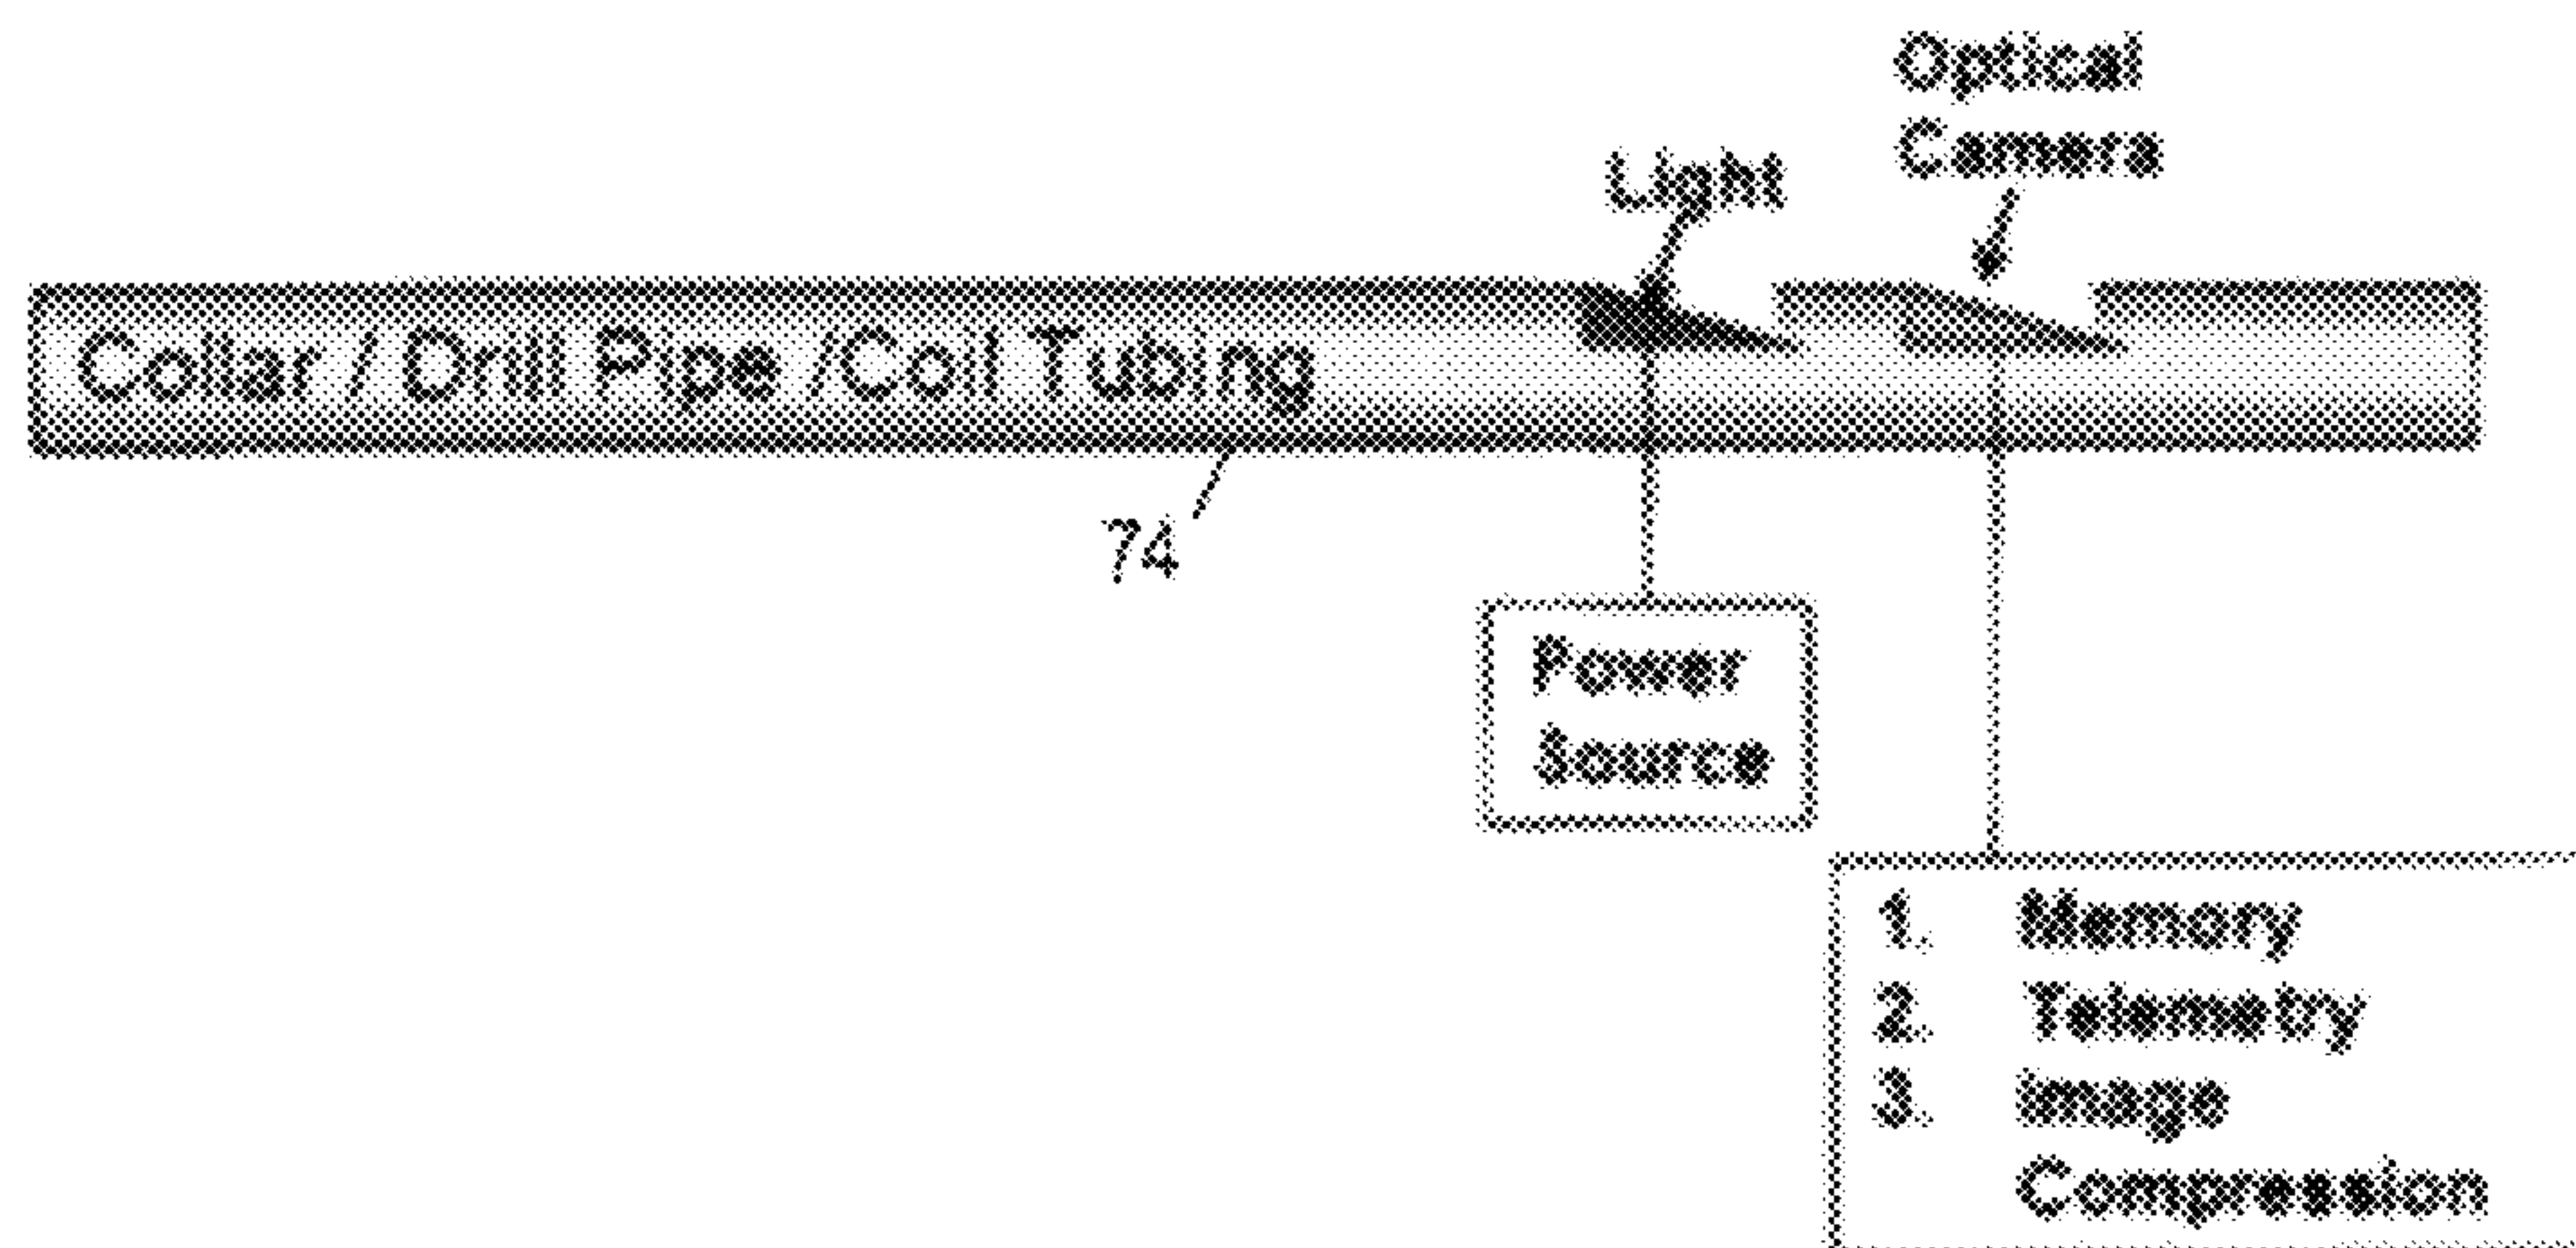 Optical
Camera
Light
Collar / Drill Pipe /Coil Tubing
74
Power
Source
1. Memory
2. Telemetry
3. Image
Compression